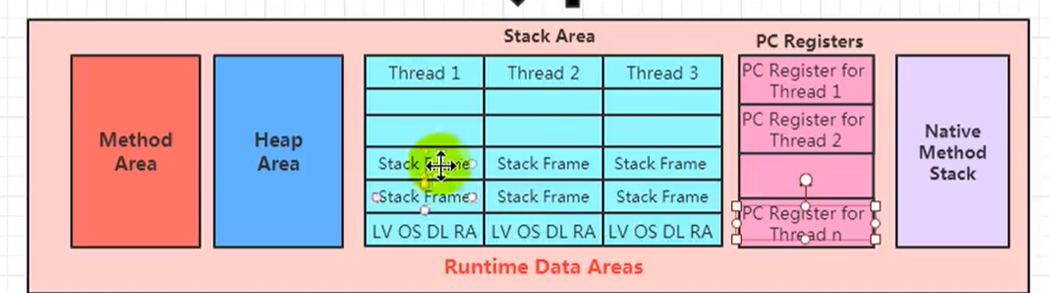 Stack Area
PC Registers
Method
Area
Heap
Area
Thread 1
Thread 2
Thread 3
Stack Frame
Stack Frame
Stack Frame
Stack Frame
Stack Frame
Stack Frame
LV OS DL RA
LV OS DL RA
LV OS DL RA
PC Register for
Thread 1
PC Register for
Thread 2
PC Register for
Thread n
Native
Method
Stack
Runtime Data Areas